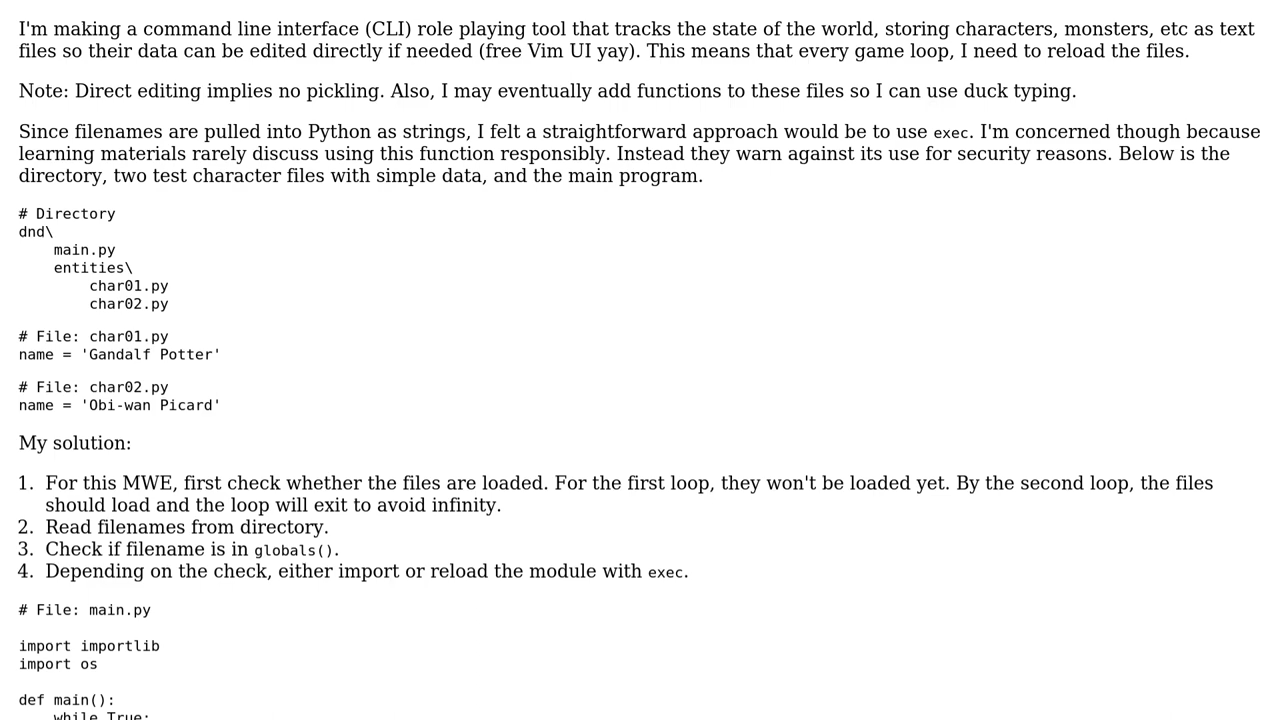 I'm making a command line interface (CLI) role playing tool that tracks the state of the world, storing characters, monsters, etc as text
files so their data can be edited directly if needed (free Vim UI yay). This means that every game loop, I need to reload the files.
Note: Direct editing implies no pickling. Also, I may eventually add functions to these files so I can use duck typing.
Since filenames are pulled into Python as strings, I felt a straightforward approach would be to use exec. I'm concerned though because
learning materials rarely discuss using this function responsibly. Instead they warn against its use for security reasons. Below is the
directory, two test character files with simple data, and the main program.
# Directory
dnd\
    main.py
    entities\
        char01.py
        char02.py
# File: char01.py
name = 'Gandalf Potter'
# File: char02.py
name = 'Obi-wan Picard'
My solution:
1. For this MWE, first check whether the files are loaded. For the first loop, they won't be loaded yet. By the second loop, the files
should load and the loop will exit to avoid infinity.
2. Read filenames from directory.
3. Check if filename is in globals().
4. Depending on the check, either import or reload the module with exec.
# File: main.py
import importlib
import os
def main():
    while True: